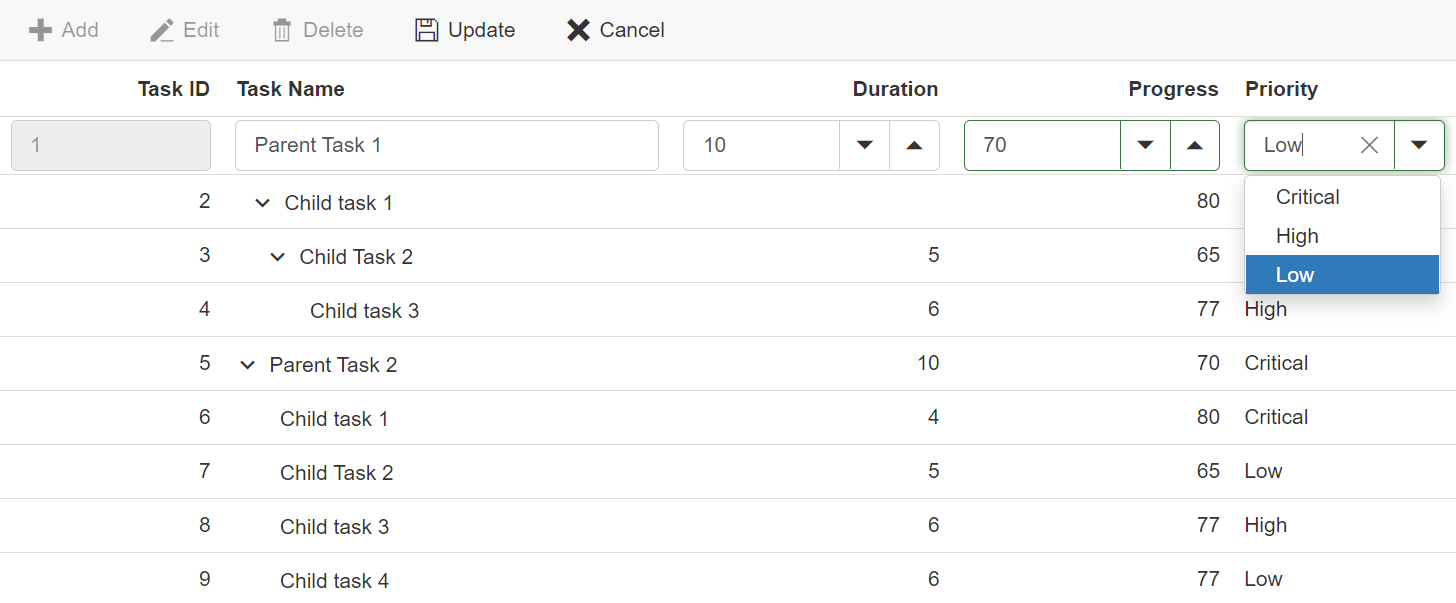 Add Edit Delete Update Cancel
Task ID Task Name Duration Progress Priority
1 Parent Task 1 10 70 Low
2 Child task 1 80 Critical
3 Child Task 2 5 65 High
Low
4 Child task 3 6 77 High
5 Parent Task 2 10 70 Critical
6 Child task 1 4 80 Critical
7 Child Task 2 5 65 Low
8 Child task 3 6 77 High
9 Child task 4 6 77 Low